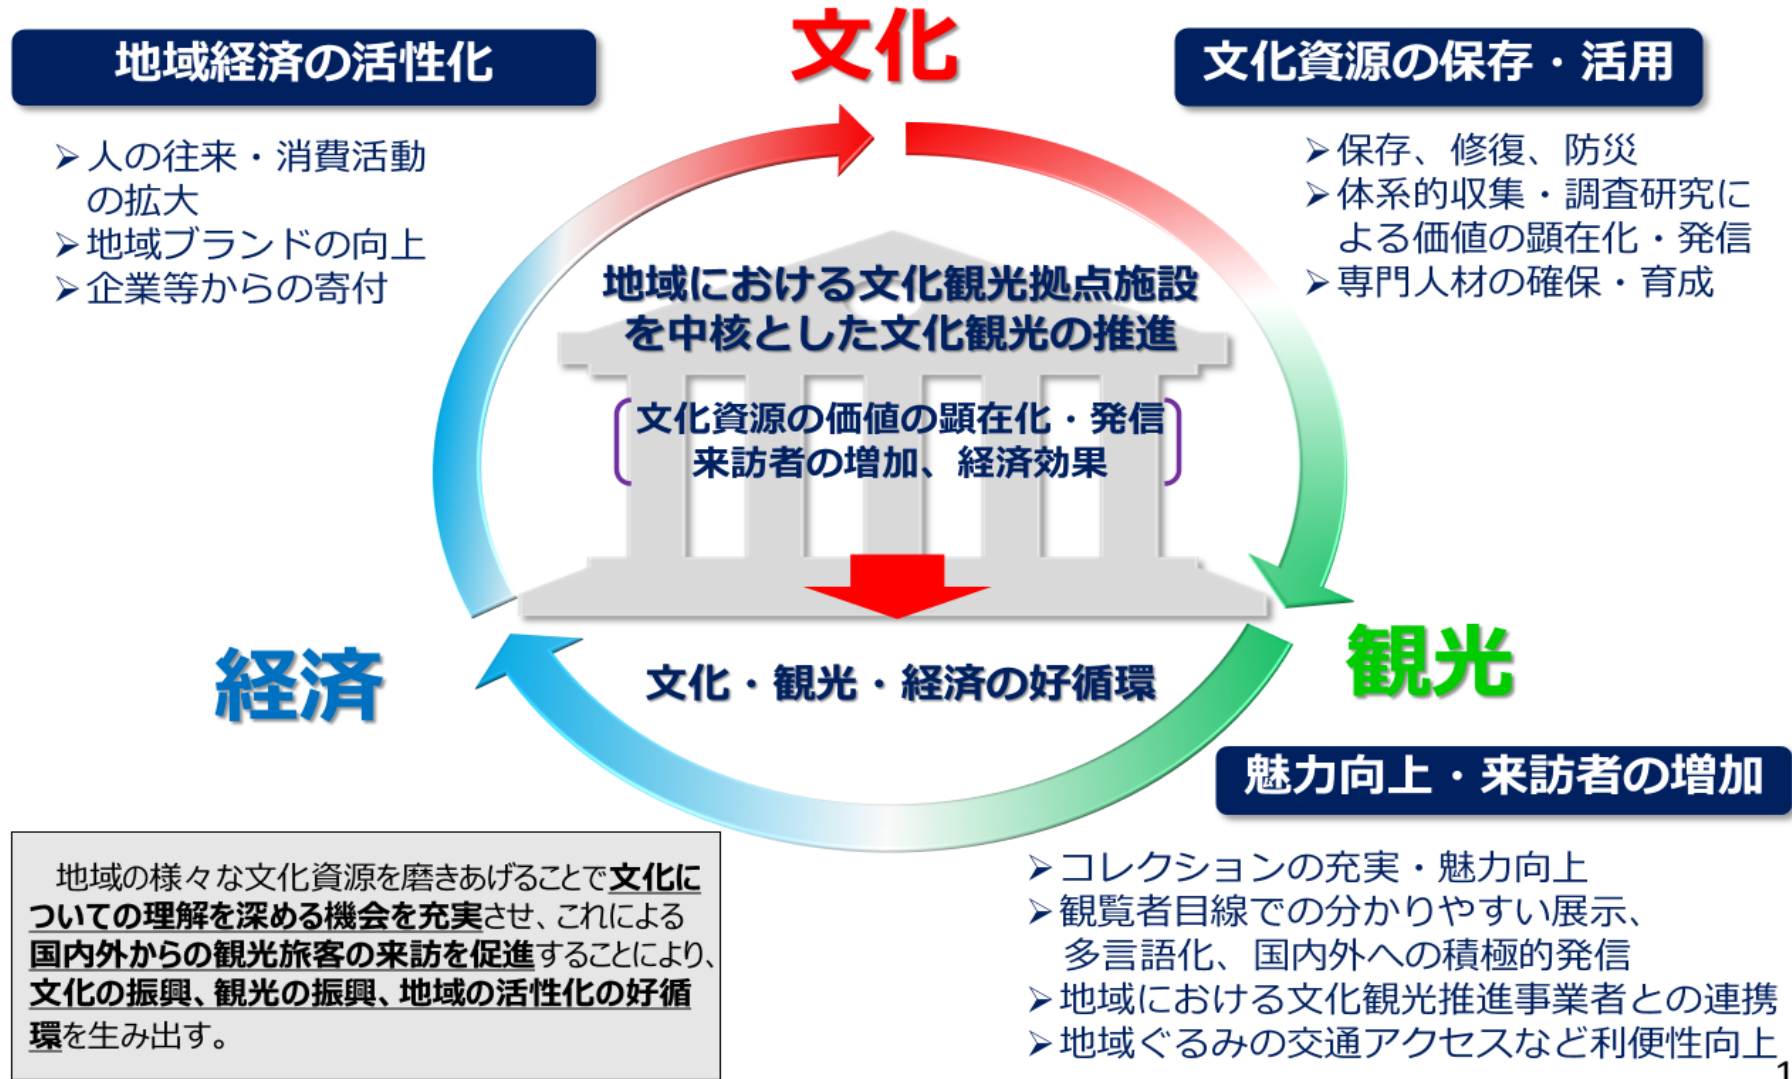 文化
地域経済の活性化
➢人の往来・消費活動
の拡大
➢地域ブランドの向上
➢企業等からの寄付
文化資源の保存・活用
➢保存、修復、防災
➢体系的収集・調査研究に
よる価値の顕在化・発信
➢専門人材の確保・育成
地域における文化観光拠点施設
を中核とした文化観光の推進
文化資源の価値の顕在化・発信
来訪者の増加、経済効果
文化・観光・経済の好循環
経済
観光
魅力向上・来訪者の増加
➢コレクションの充実・魅力向上
➢観覧者目線での分かりやすい展示、
多言語化、国内外への積極的発信
➢地域における文化観光推進事業者との連携
➢地域ぐるみの交通アクセスなど利便性向上
地域の様々な文化資源を磨きあげることで文化に
ついての理解を深める機会を充実させ、これによる
国内外からの観光旅客の来訪を促進することにより、
文化の振興、観光の振興、地域の活性化の好循
環を生み出す。
1